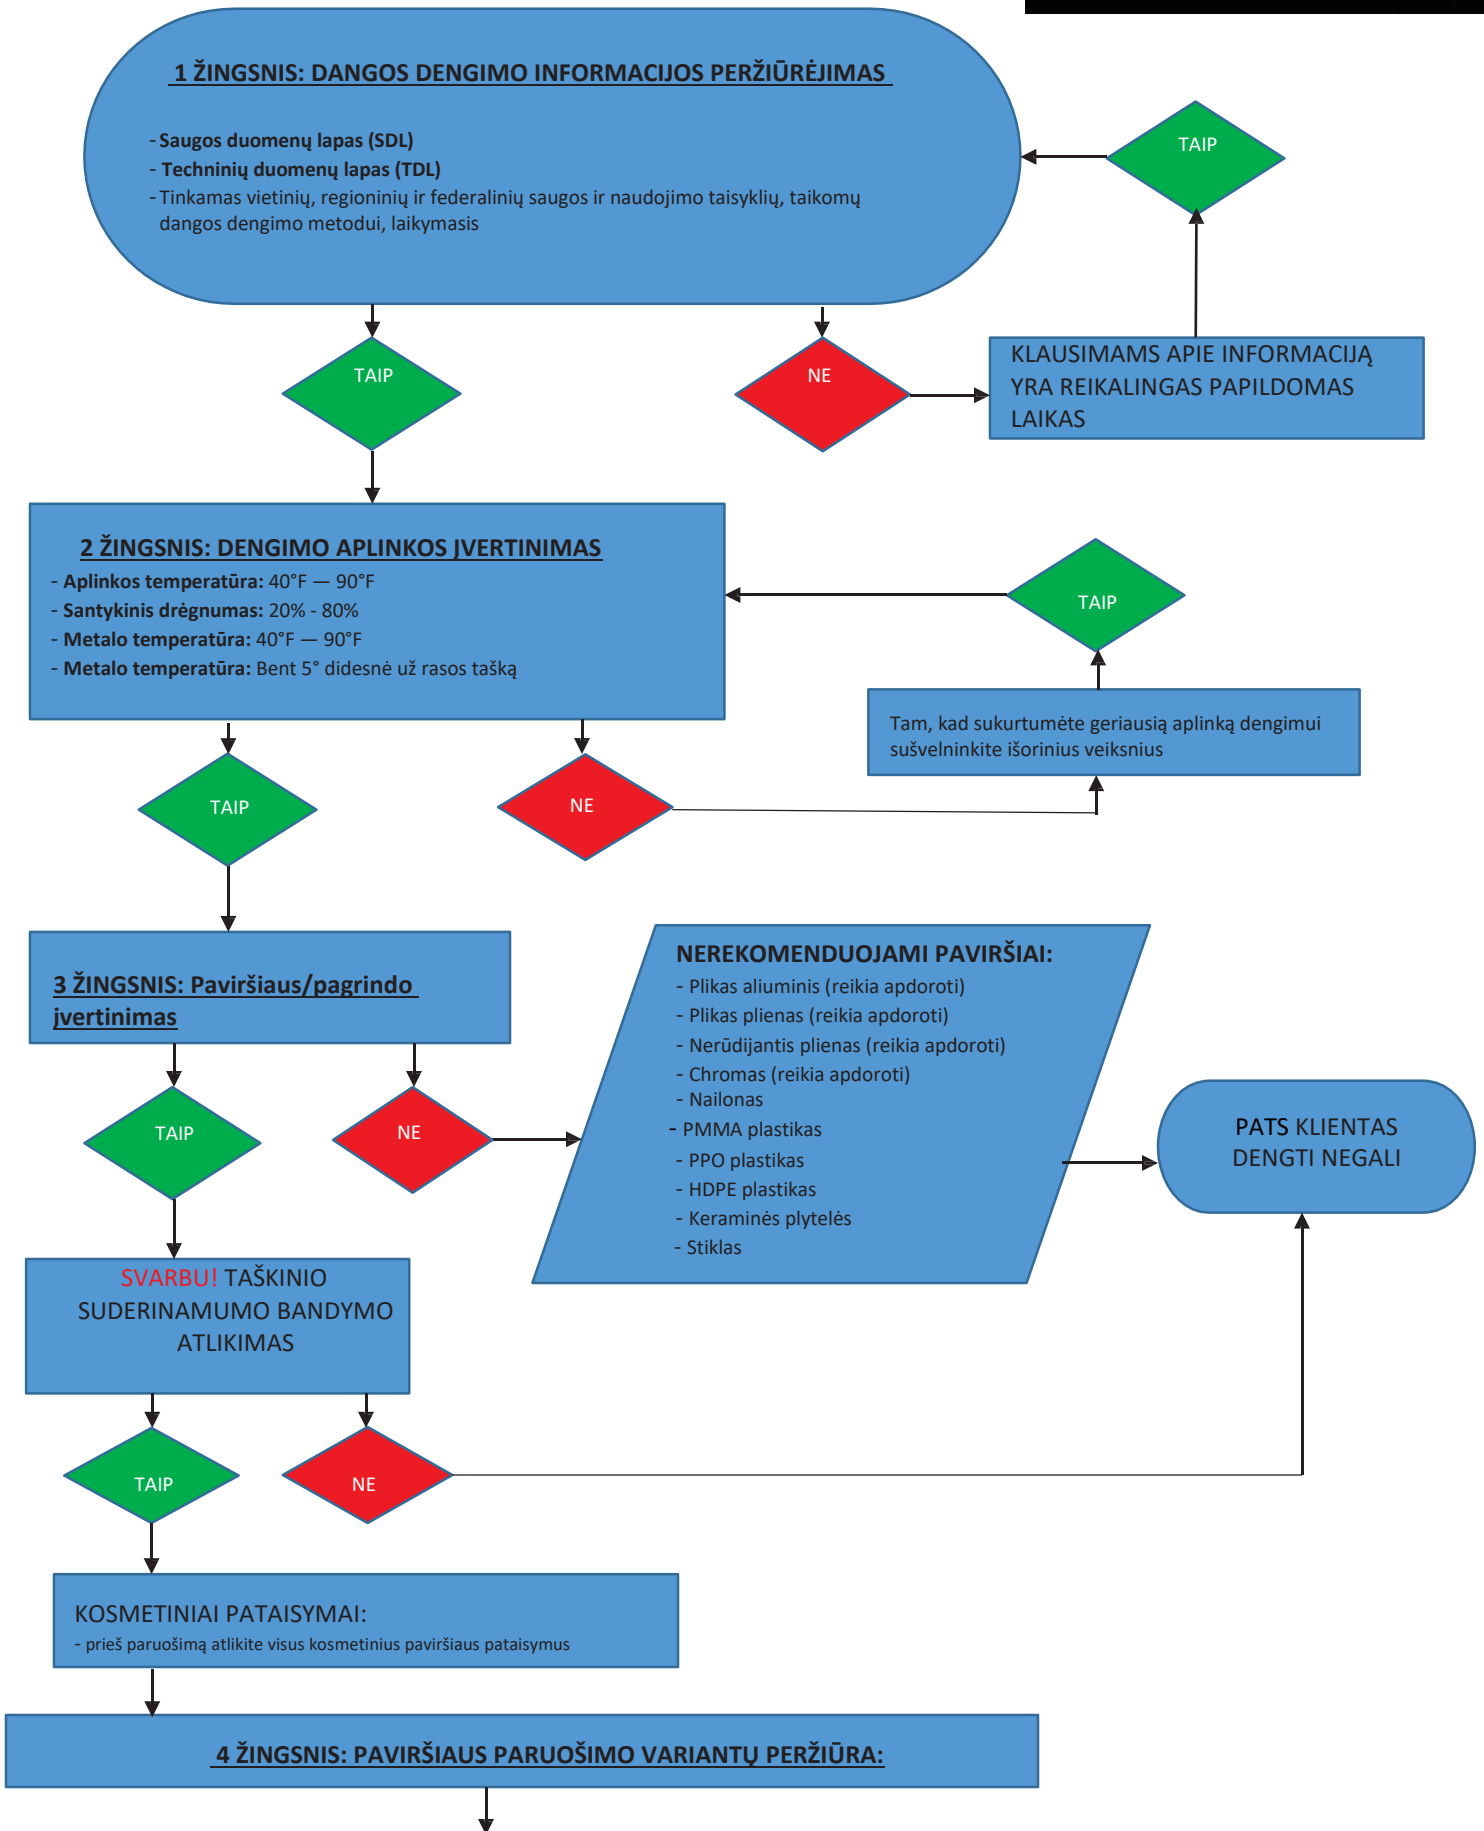 1 ŽINGSNIS: DANGOS DENGIMO INFORMACIJOS PERŽIŪRĖJIMAS
- Saugos duomenų lapas (SDL)
- Techninių duomenų lapas (TDL)
- Tinkamas vietinių, regioninių ir federalinių saugos ir naudojimo taisyklių, taikomų
dangos dengimo metodui, laikymasis
TAIP
TAIP
NE
KLAUSIMAMS APIE INFORMACIJĄ
YRA REIKALINGAS PAPILDOMAS
LAIKAS
2 ŽINGSNIS: DENGIMO APLINKOS ĮVERTINIMAS
- Aplinkos temperatūra: 40°F — 90°F
- Santykinis drėgnumas: 20% - 80%
- Metalo temperatūra: 40°F — 90°F
- Metalo temperatūra: Bent 5° didesnė už rasos tašką
TAIP
Tam, kad sukurtumėte geriausią aplinką dengimui
sušvelninkite išorinius veiksnius
TAIP
NE
3 ŽINGSNIS: Paviršiaus/pagrindo
įvertinimas
TAIP
NE
NEREKOMENDUOJAMI PAVIRŠIAI:
- Plikas aliuminis (reikia apdoroti)
- Plikas plienas (reikia apdoroti)
- Nerūdijantis plienas (reikia apdoroti)
- Chromas (reikia apdoroti)
- Nailonas
- PMMA plastikas
- PPO plastikas
- HDPE plastikas
- Keraminės plytelės
- Stiklas
PATS KLIENTAS
DENGTI NEGALI
SVARBU! TAŠKINIO
SUDERINAMUMO BANDYMO
ATLIKIMAS
TAIP
NE
KOSMETINIAI PATAISYMAI:
- prieš paruošimą atlikite visus kosmetinius paviršiaus pataisymus
4 ŽINGSNIS: PAVIRŠIAUS PARUOŠIMO VARIANTŲ PERŽIŪRA: